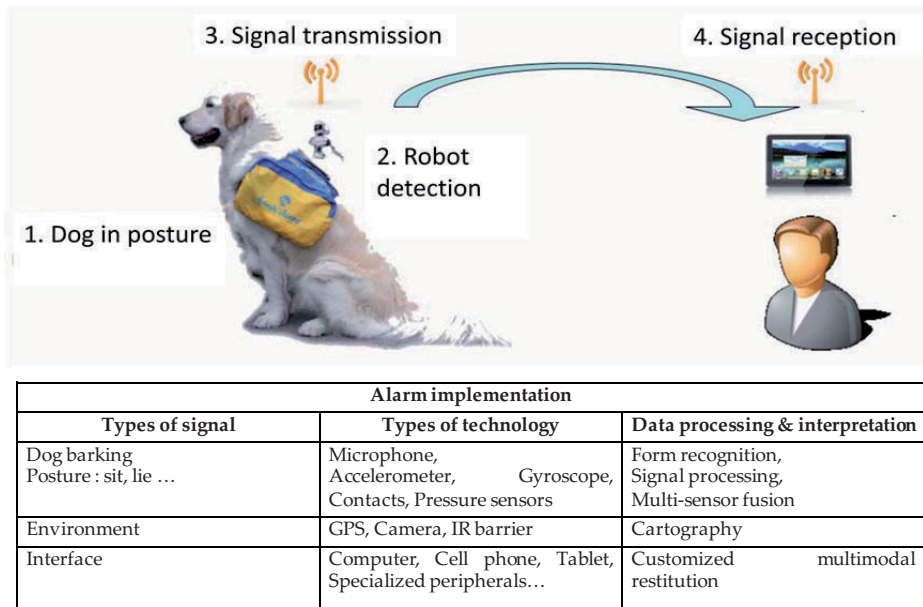 3. Signal transmission
4. Signal reception
2. Robot
detection
1. Dog in posture
Alarm implementation
Types of signal
Types of technology
Data processing & interpretation
Dog barking
Posture : sit, lie …
Microphone,
Accelerometer, Gyroscope,
Contacts, Pressure sensors
Form recognition,
Signal processing,
Multi-sensor fusion
Environment
GPS, Camera, IR barrier
Cartography
Interface
Computer, Cell phone, Tablet,
Specialized peripherals…
Customized multimodal
restitution